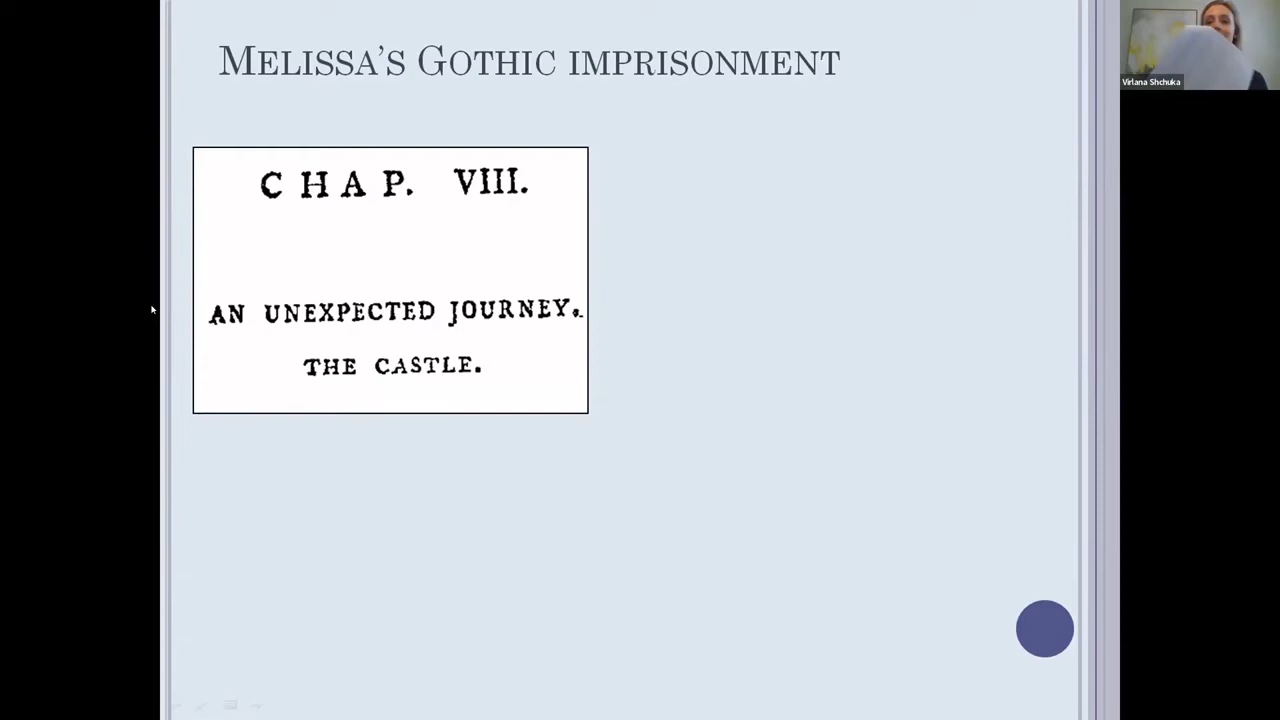 MELISSA'S GOTHIC IMPRISONMENT
CHAP. VIII.
AN UNEXPECTED JOURNEY.
THE CASTLE.
Virlana Shchuka